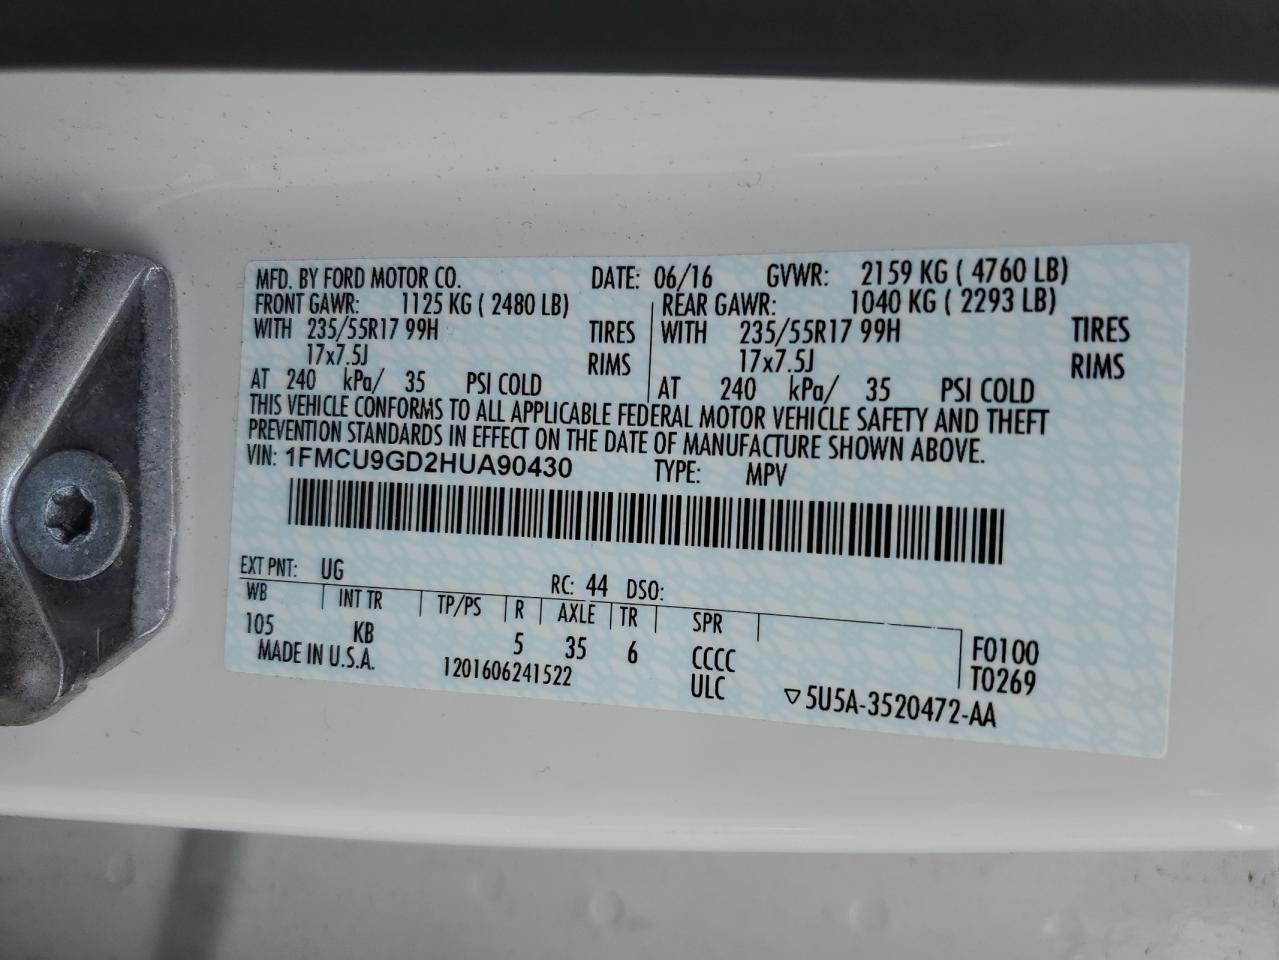 MFD. BY FORD MOTOR CO. DATE: 06/16 GVWR: 2159 KG ( 4760 LB)
FRONT GAWR: 1125 KG ( 2480 LB) REAR GAWR: 1040 KG ( 2293 LB)
WITH 235/55R17 99H TIRES WITH 235/55R17 99H TIRES
17x7.5J RIMS 17x7.5J RIMS
AT 240 kPa/ 35 PSI COLD AT 240 kPa/ 35 PSI COLD
THIS VEHICLE CONFORMS TO ALL APPLICABLE FEDERAL MOTOR VEHICLE SAFETY AND THEFT
PREVENTION STANDARDS IN EFFECT ON THE DATE OF MANUFACTURE SHOWN ABOVE.
VIN: 1FMCU9GD2HUA90430 TYPE: MPV
EXT PNT: UG RC: 44 DSO:
WB INT TR TP/PS R AXLE TR SPR
105 KB 5 35 6 CCCC F0100
MADE IN U.S.A. 1201606241522 ULC T0269
▽5U5A-3520472-AA